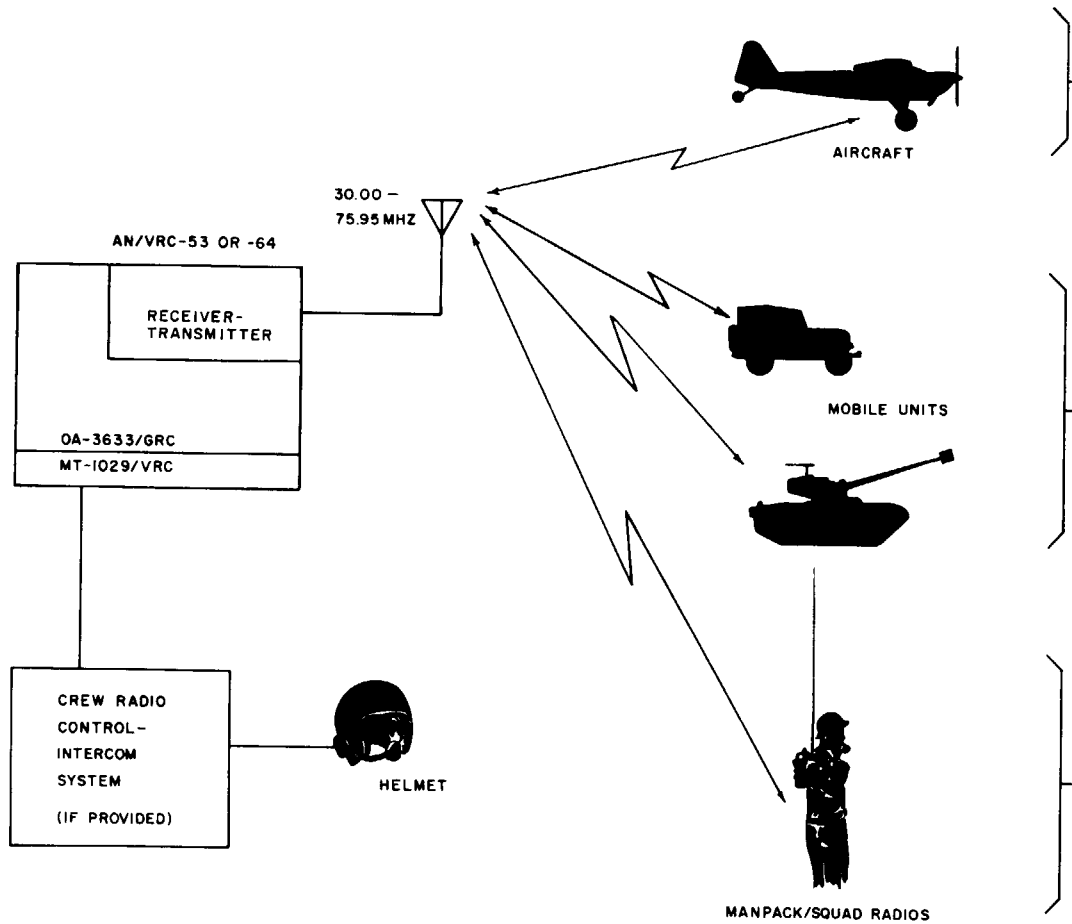 AIRCRAFT
30.00 –
75.95 MHZ
AN/VRC-53 OR -64
RECEIVER-
TRANSMITTER
MOBILE UNITS
OA-3633/GRC
MT-1029/VRC
CREW RADIO
CONTROL-
INTERCOM
SYSTEM
(IF PROVIDED)
HELMET
MANPACK/SQUAD RADIOS